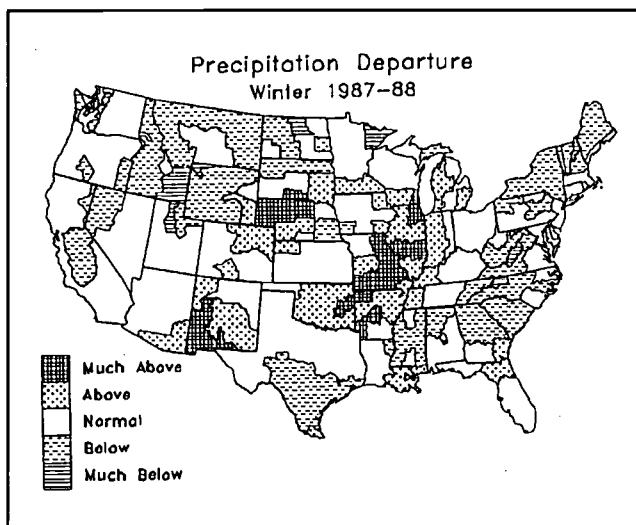 Precipitation Departure
Winter 1987-88
Much Above
Above
Normal
Below
Much Below